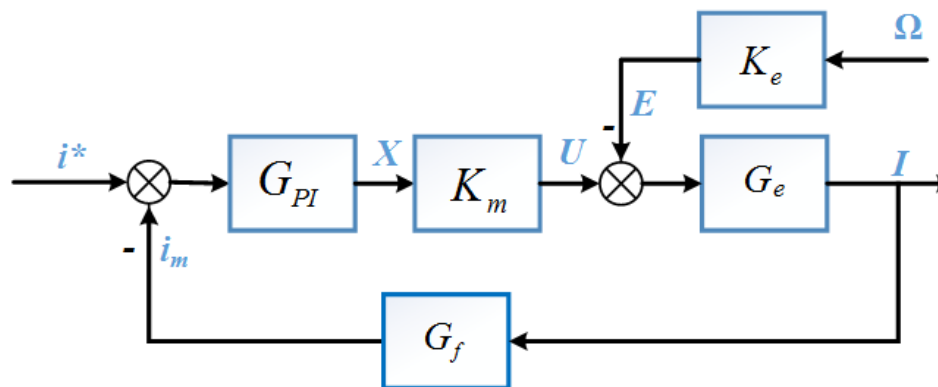 Ω
K_e
E
i*
G_PI
X
K_m
U
-
G_e
I
-
i_m
G_f